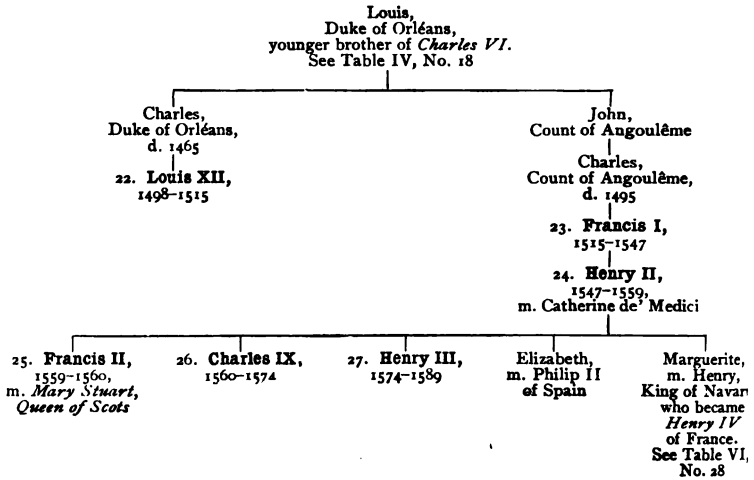 Louis,
Duke of Orléans,
younger brother of Charles VI.
See Table IV, No. 18
Charles,
Duke of Orléans,
d. 1465
22. Louis XII,
1498–1515
John,
Count of Angoulême
Charles,
Count of Angoulême,
d. 1495
23. Francis I,
1515–1547
24. Henry II,
1547–1559,
m. Catherine de' Medici
25. Francis II,
1559–1560,
m. Mary Stuart,
Queen of Scots
26. Charles IX,
1560–1574
27. Henry III,
1574–1589
Elizabeth,
m. Philip II
of Spain
Marguerite,
m. Henry,
King of
who became
Henry IV
of France.
See Table VI,
No. 28